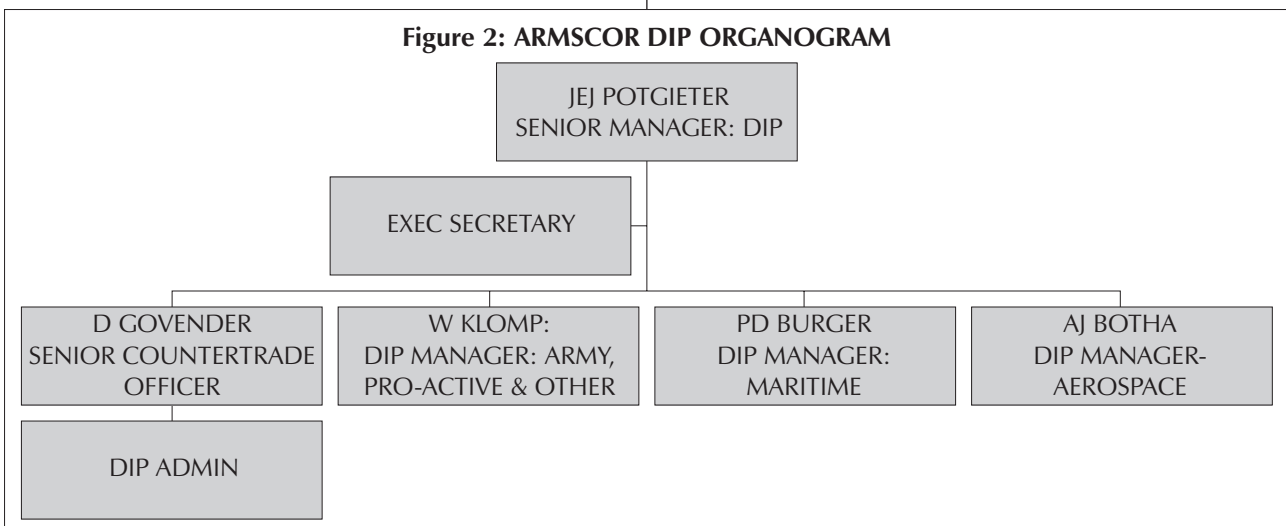 Figure 2: ARMSCOR DIP ORGANOGRAM
JEJ POTGIETER
SENIOR MANAGER: DIP
EXEC SECRETARY
D GOVENDER
SENIOR COUNTERTRADE
OFFICER
W KLOMP:
DIP MANAGER: ARMY,
PRO-ACTIVE & OTHER
PD BURGER
DIP MANAGER:
MARITIME
AJ BOTHA
DIP MANAGER-
AEROSPACE
DIP ADMIN